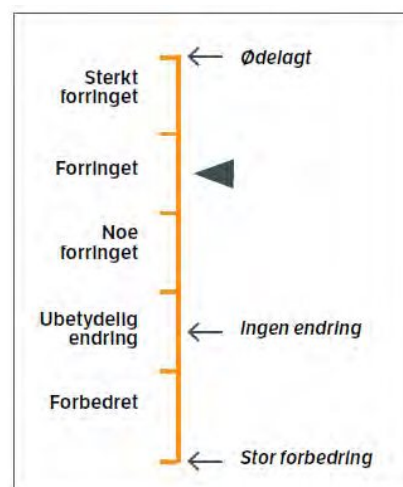 Ødelagt
Sterkt
forringet
Forringet
Noe
forringet
Ubetydelig
endring
Ingen endring
Forbedret
Stor forbedring